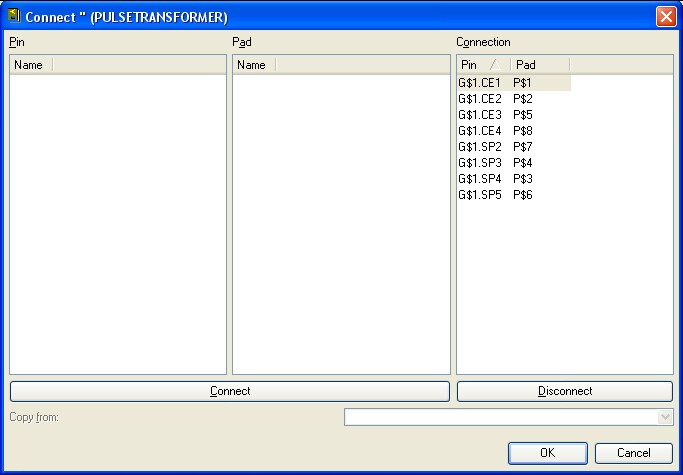 Connect '' (PULSETRANSFORMER)
Pin Pad Connection
Name Name Pin Pad
G$1.CE1 P$1
G$1.CE2 P$2
G$1.CE3 P$5
G$1.CE4 P$8
G$1.SP2 P$7
G$1.SP3 P$4
G$1.SP4 P$3
G$1.SP5 P$6
Connect Disconnect
Copy from:
OK Cancel